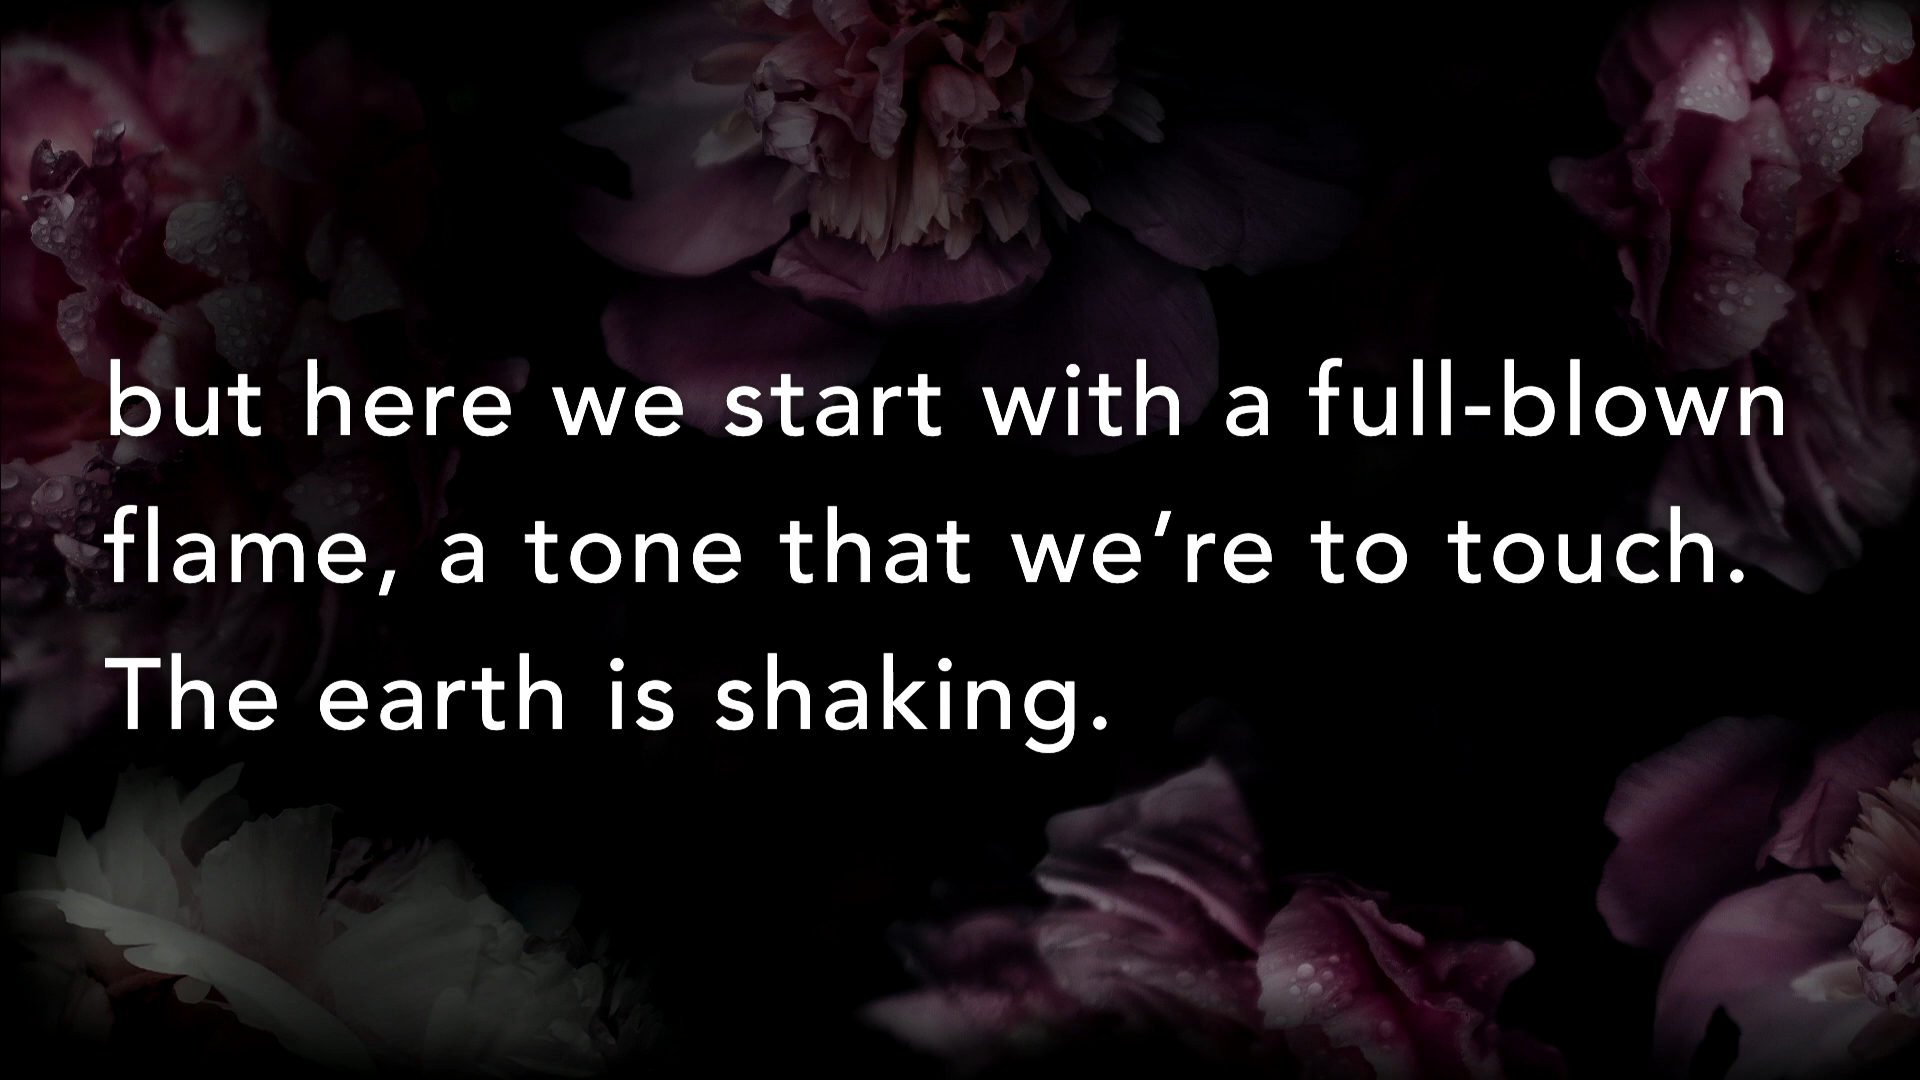 but here we start with a full-blown
flame, a tone that we’re to touch.
The earth is shaking.